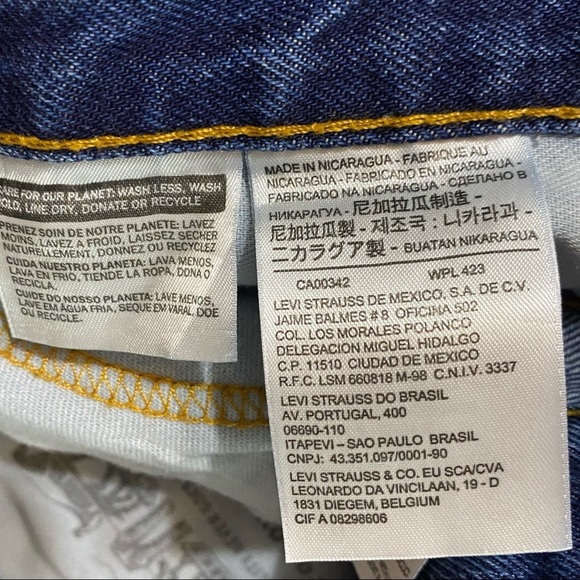 CARE FOR OUR PLANET: WASH LESS, WASH
COLD, LINE DRY, DONATE OR RECYCLE
PRENEZ SOIN DE NOTRE PLANETE: LAVEZ
MOINS, LAVEZ A FROID, LAISSEZ SECHER
NATURELLEMENT, DONNEZ OU RECYCLEZ
CUIDA NUESTRO PLANETA: LAVA MENOS,
LAVA EN FRIO, TIENDE LA ROPA, DONA O
RECICLA.
CUIDE DO NOSSO PLANETA: LAVE MENOS,
LAVE EM ÁGUA FRIA, SEQUE EM VARAL, DOE
OU RECICLE.
MADE IN NICARAGUA - FABRIQUE AU
NICARAGUA - FABRICADO EN NICARAGUA -
FABRICADO NA NICARAGUA - СДЕЛАНО В
НИКАРАГУА - 尼加拉瓜制造 -
尼加拉瓜製 - 제조국 : 니카라과 -
ニカラグア製 - BUATAN NIKARAGUA
CA00342 WPL 423
LEVI STRAUSS DE MEXICO, S.A. DE C.V.
JAIME BALMES # 8 OFICINA 502
COL. LOS MORALES POLANCO
DELEGACION MIGUEL HIDALGO
C.P. 11510 CIUDAD DE MEXICO
R.F.C. LSM 660818 M-98 C.N.I.V. 3337
LEVI STRAUSS DO BRASIL
AV. PORTUGAL, 400
06690-110
ITAPEVI - SAO PAULO BRASIL
CNPJ: 43.351.097/0001-90
LEVI STRAUSS & CO. EU SCA/CVA
LEONARDO DA VINCILAAN, 19 - D
1831 DIEGEM, BELGIUM
CIF A 08298606